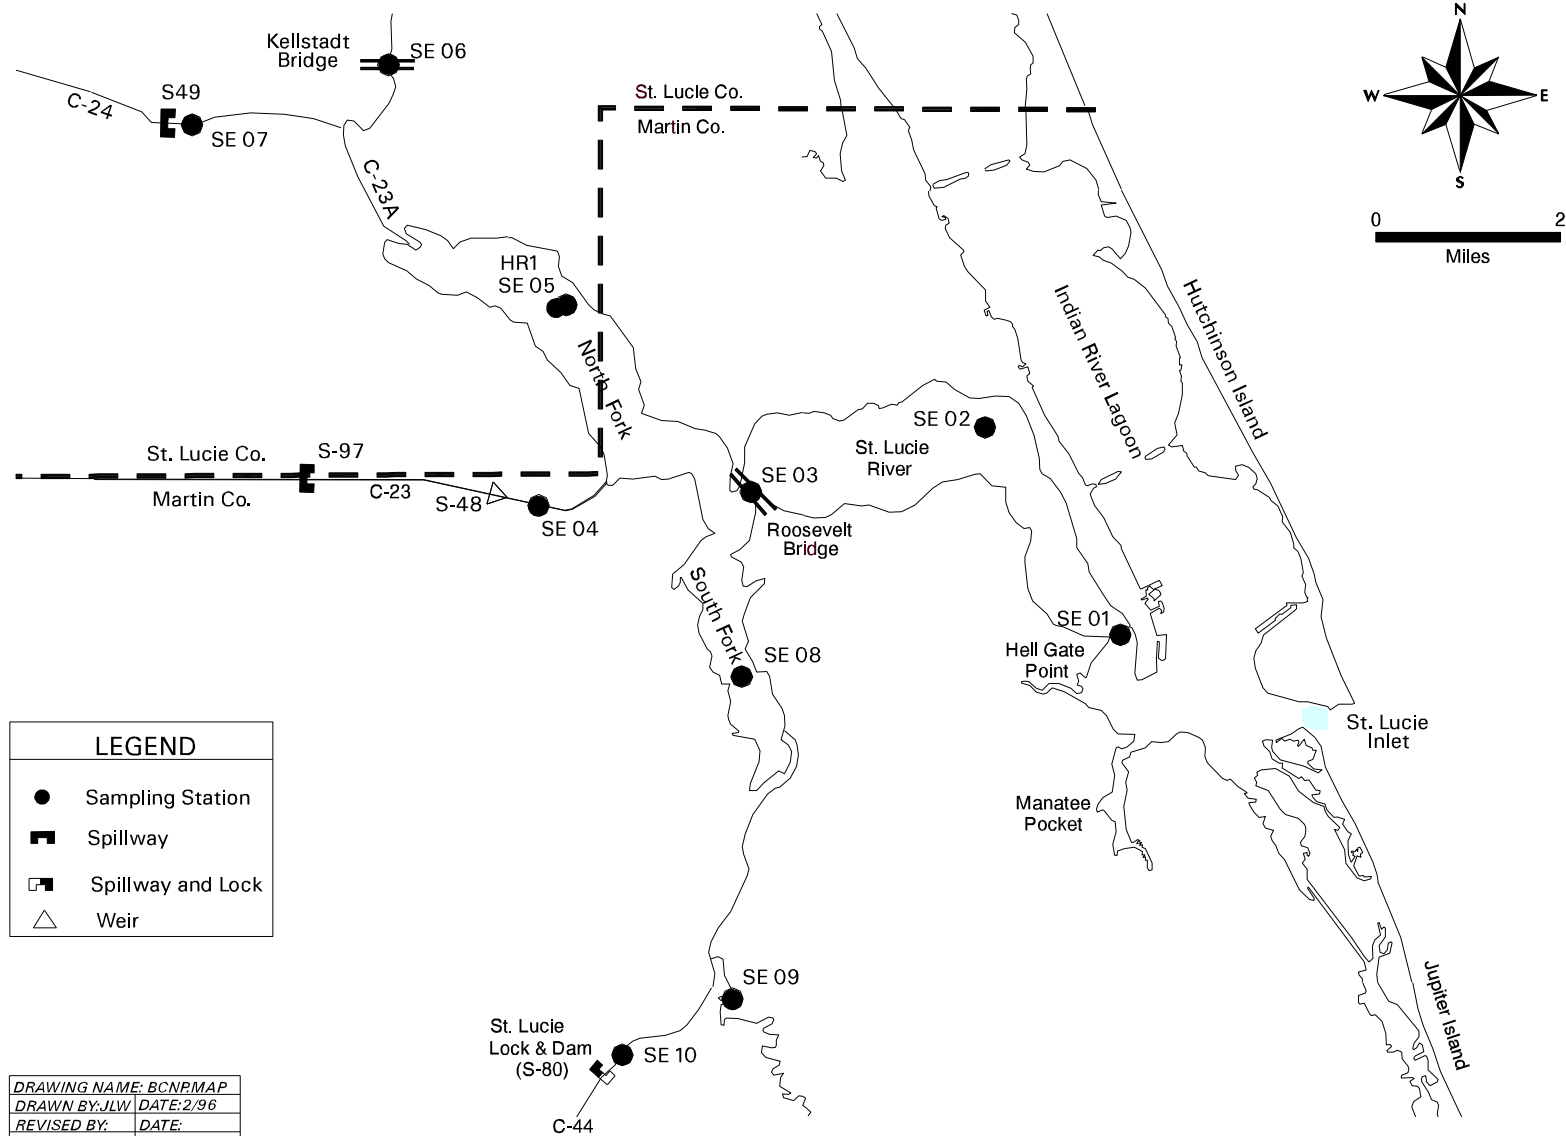 N
W
E
S
0
2
Miles
Kellstadt
Bridge
SE 06
S49
C-24
SE 07
C-23A
St. Lucie Co.
Martin Co.
HR1
SE 05
North Fork
Indian River Lagoon
Hutchinson Island
SE 02
St. Lucie
River
St. Lucie Co.
S-97
Martin Co.
C-23
S-48
SE 04
SE 03
Roosevelt
Bridge
South Fork
SE 08
SE 01
Hell Gate
Point
St. Lucie
Inlet
Manatee
Pocket
LEGEND
Sampling Station
Spillway
Spillway and Lock
Weir
SE 09
St. Lucie
Lock & Dam
(S-80)
SE 10
C-44
Jupiter Island
DRAWING NAME: BCNP.MAP
DRAWN BY:JLW DATE:2/96
REVISED BY: DATE: